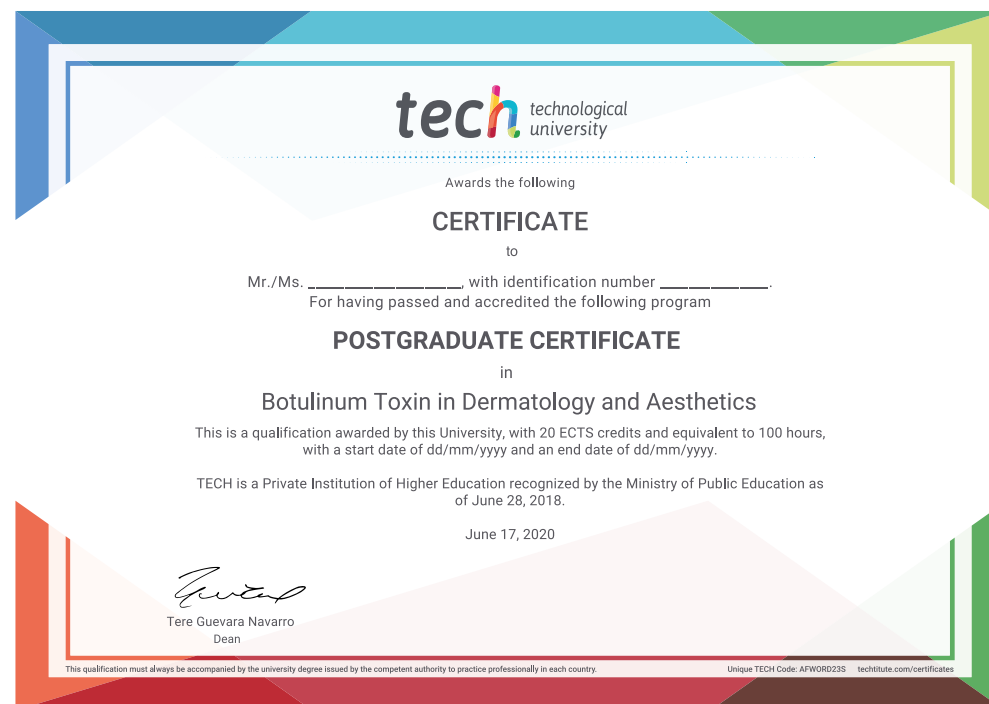 tech technological
university
Awards the following
CERTIFICATE
to
Mr./Ms. ____________________, with identification number ______________.
For having passed and accredited the following program
POSTGRADUATE CERTIFICATE
in
Botulinum Toxin in Dermatology and Aesthetics
This is a qualification awarded by this University, with 20 ECTS credits and equivalent to 100 hours,
with a start date of dd/mm/yyyy and an end date of dd/mm/yyyy.
TECH is a Private Institution of Higher Education recognized by the Ministry of Public Education as
of June 28, 2018.
June 17, 2020
Tere Guevara Navarro
Dean
This qualification must always be accompanied by the university degree issued by the competent authority to practice professionally in each country.
Unique TECH Code: AFWORD23S techtitute.com/certificates